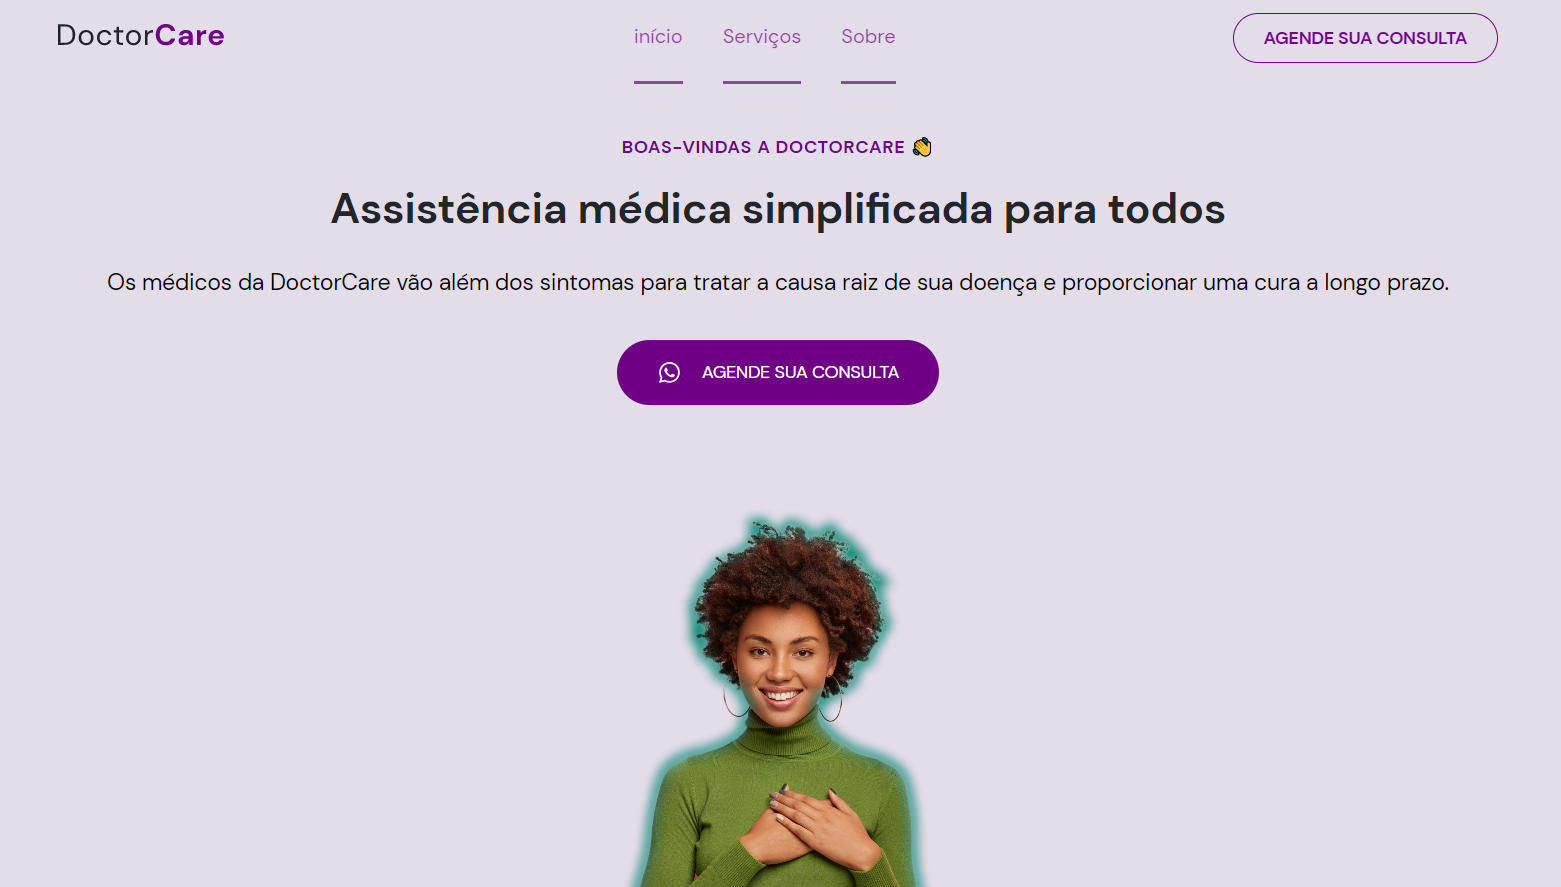 DoctorCare
início
Serviços
Sobre
AGENDE SUA CONSULTA
BOAS-VINDAS A DOCTORCARE 👏
Assistência médica simplificada para todos
Os médicos da DoctorCare vão além dos sintomas para tratar a causa raiz de sua doença e proporcionar uma cura a longo prazo.
AGENDE SUA CONSULTA